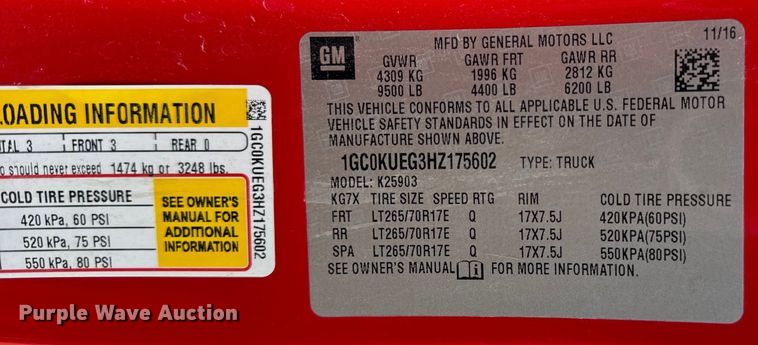 LOADING INFORMATION
TAL 3 FRONT 3 REAR 0
o should never exceed 1474 kg or 3248 lbs.
COLD TIRE PRESSURE
420 kPa, 60 PSI
520 kPa, 75 PSI
550 kPa, 80 PSI
SEE OWNER'S
MANUAL FOR
ADDITIONAL
INFORMATION
1GC0KUEG3HZ175602
GM
MFD BY GENERAL MOTORS LLC
11/16
GVWR GAWR FRT GAWR RR
4309 KG 1996 KG 2812 KG
9500 LB 4400 LB 6200 LB
THIS VEHICLE CONFORMS TO ALL APPLICABLE U.S. FEDERAL MOTOR
VEHICLE SAFETY STANDARDS IN EFFECT ON THE DATE OF
MANUFACTURE SHOWN ABOVE.
1GC0KUEG3HZ175602 TYPE: TRUCK
MODEL: K25903
KG7X TIRE SIZE SPEED RTG RIM COLD TIRE PRESSURE
FRT LT265/70R17E Q 17X7.5J 420KPA(60PSI)
RR LT265/70R17E Q 17X7.5J 520KPA(75PSI)
SPA LT265/70R17E Q 17X7.5J 550KPA(80PSI)
SEE OWNER'S MANUAL FOR MORE INFORMATION.
Purple Wave Auction